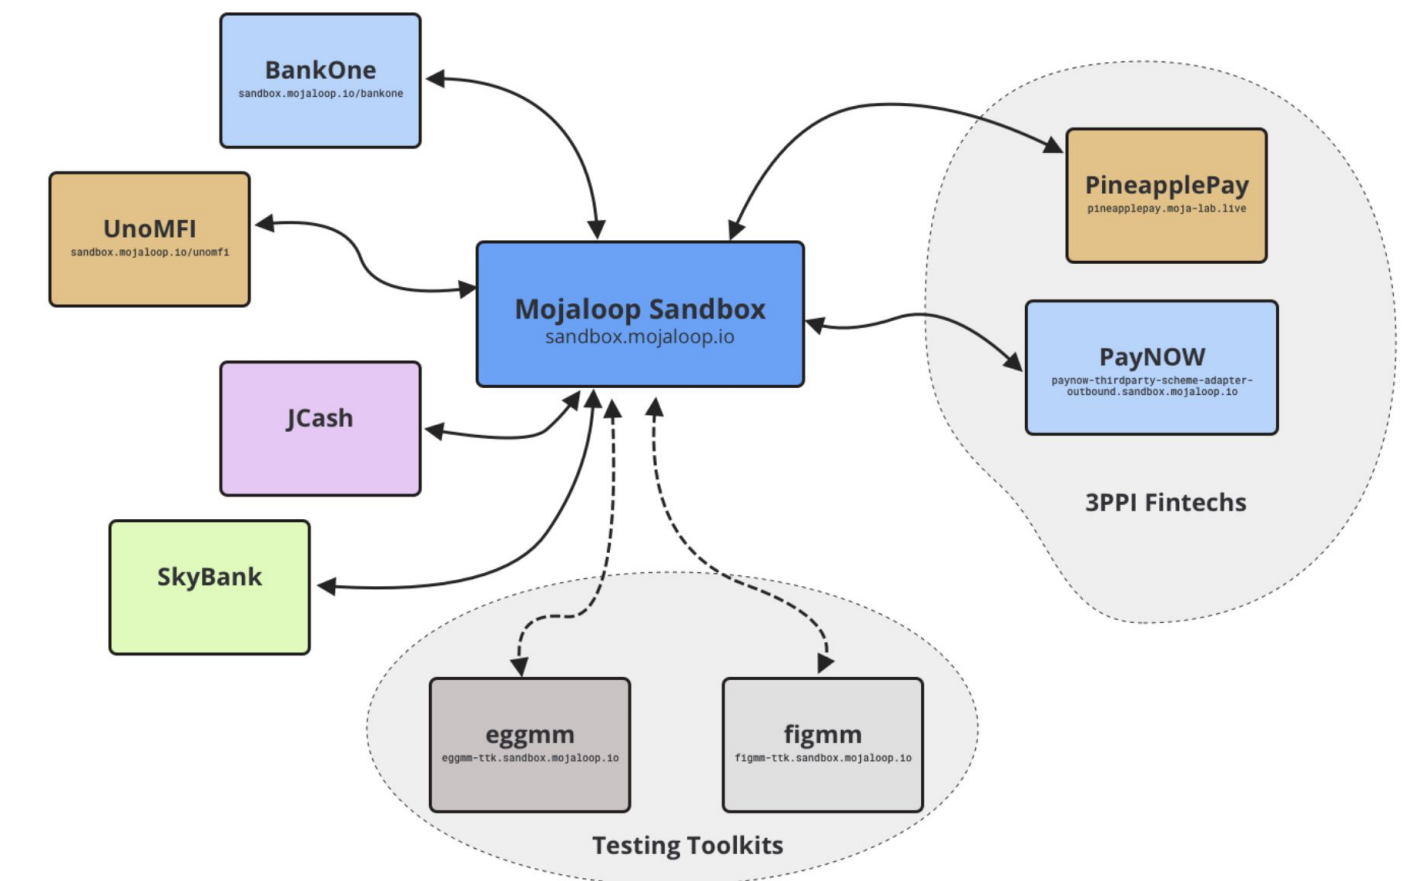 BankOne
sandbox.mojaloop.io/bankone
UnoMFI
sandbox.mojaloop.io/unomfi
PineapplePay
pineapplepay.moja-lab.live
Mojaloop Sandbox
sandbox.mojaloop.io
PayNOW
paynow-thirdparty-scheme-adapter-
outbound.sandbox.mojaloop.io
JCash
3PPI Fintechs
SkyBank
eggmm
eggmm-ttk.sandbox.mojaloop.io
figmm
figmm-ttk.sandbox.mojaloop.io
Testing Toolkits